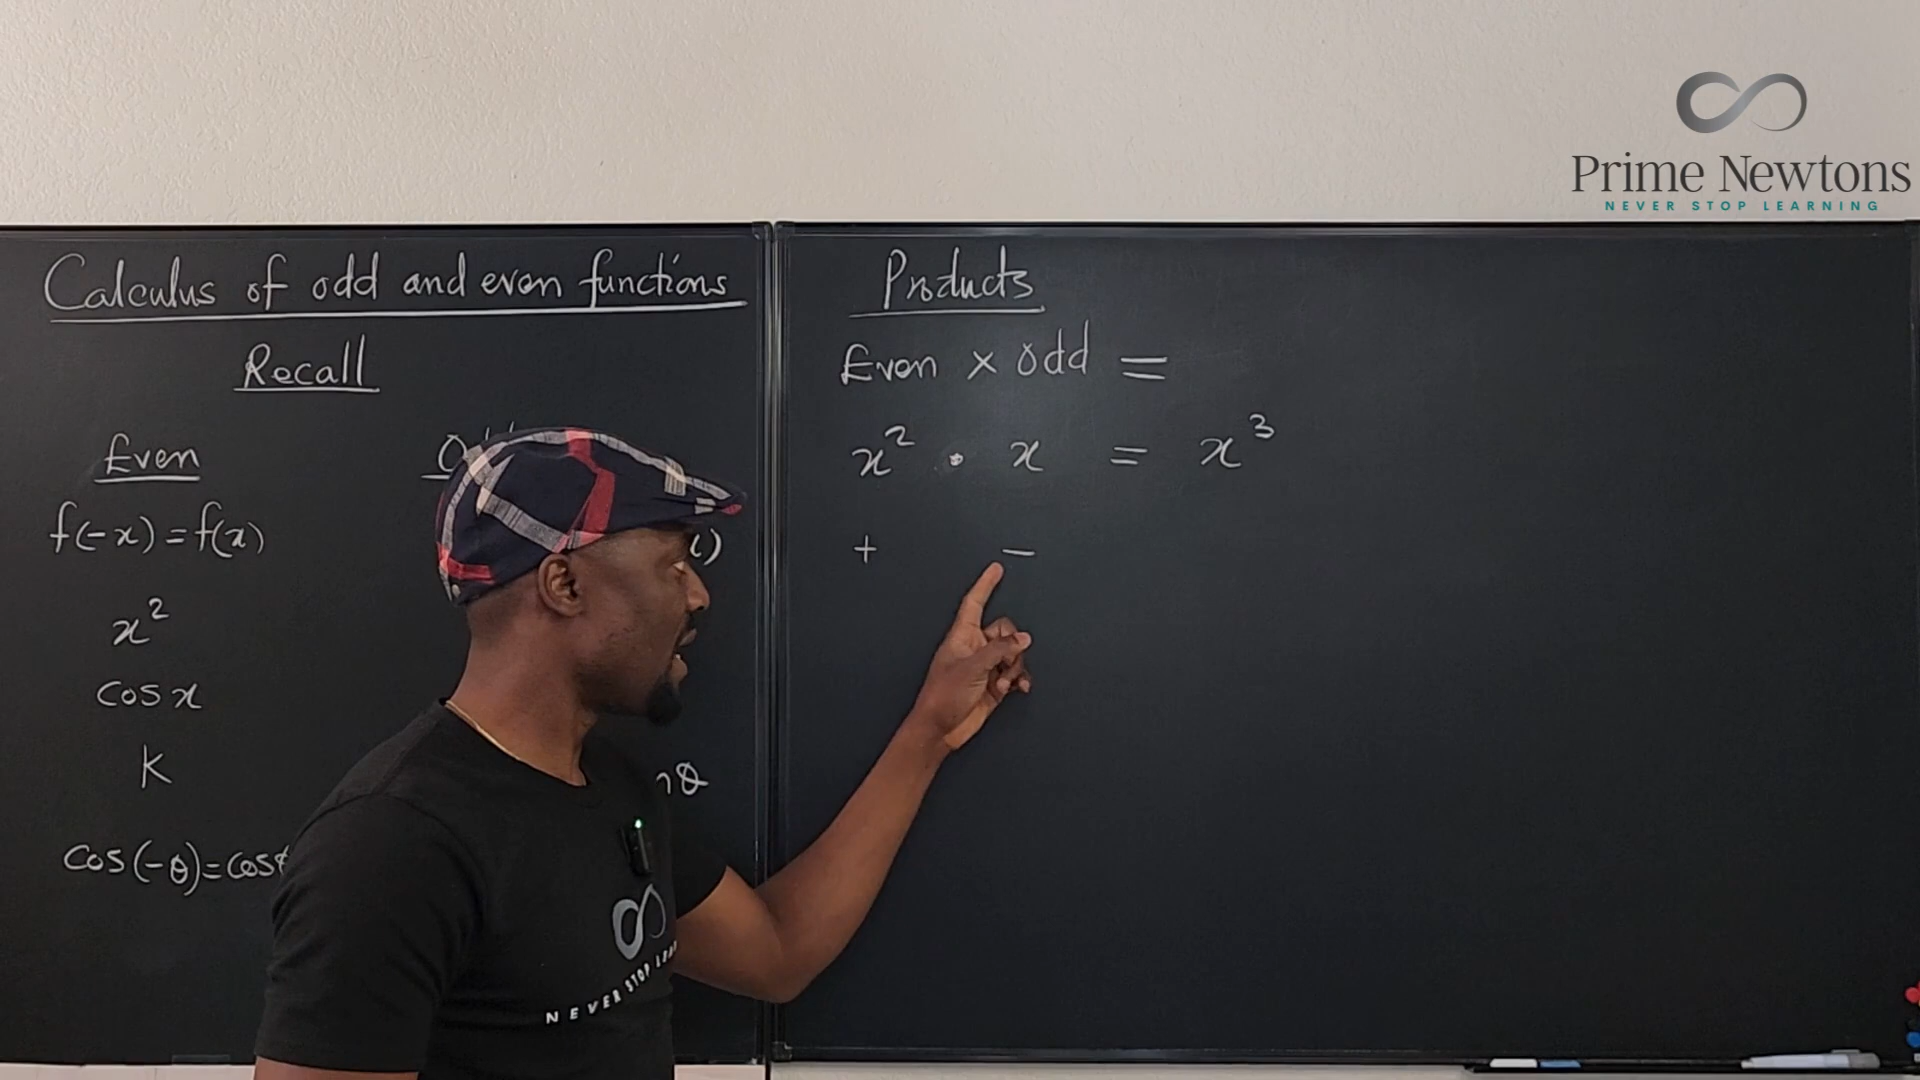 Prime Newtons
NEVER STOP LEARNING
Calculus of odd and even functions
Recall
Even
f(-x)=f(x)
x²
cos x
K
cos(-θ)=cos
Products
Even × Odd =
x² · x = x³
+ -
NEVER STOP